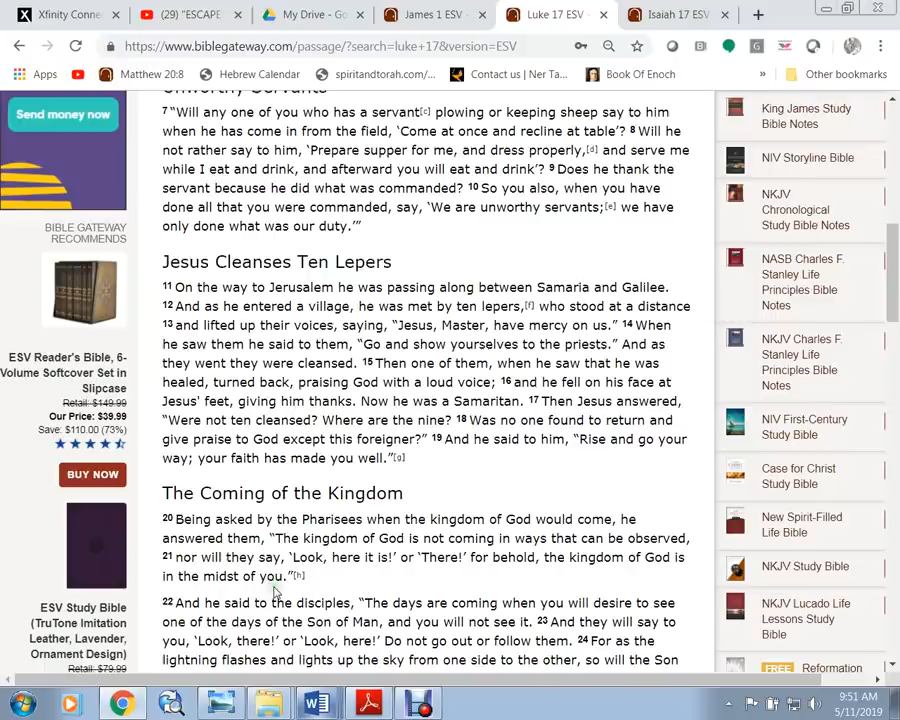 Xfinity Conne
(29) "ESCAPE
My Drive - Go
James 1 ESV -
Luke 17 ESV -
Isaiah 17 ESV
https://www.biblegateway.com/passage/?search=luke+17&version=ESV
Apps
Matthew 20:8
Hebrew Calendar
spiritandtorah.com/...
Contact us | Ner Ta...
Book Of Enoch
»
Other bookmarks
Send money now
BIBLE GATEWAY
RECOMMENDS
ESV Reader's Bible, 6-
Volume Softcover Set in
Slipcase
Retail: $149.99
Our Price: $39.99
Save: $110.00 (73%)
BUY NOW
ESV Study Bible
(TruTone Imitation
Leather, Lavender,
Ornament Design)
Retail: $79.99
Unworthy Servants
7 “Will any one of you who has a servant[c] plowing or keeping sheep say to him
when he has come in from the field, ‘Come at once and recline at table’? 8 Will he
not rather say to him, ‘Prepare supper for me, and dress properly,[d] and serve me
while I eat and drink, and afterward you will eat and drink’? 9 Does he thank the
servant because he did what was commanded? 10 So you also, when you have
done all that you were commanded, say, ‘We are unworthy servants;[e] we have
only done what was our duty.’”
Jesus Cleanses Ten Lepers
11 On the way to Jerusalem he was passing along between Samaria and Galilee.
12 And as he entered a village, he was met by ten lepers,[f] who stood at a distance
13 and lifted up their voices, saying, “Jesus, Master, have mercy on us.” 14 When
he saw them he said to them, “Go and show yourselves to the priests.” And as
they went they were cleansed. 15 Then one of them, when he saw that he was
healed, turned back, praising God with a loud voice; 16 and he fell on his face at
Jesus' feet, giving him thanks. Now he was a Samaritan. 17 Then Jesus answered,
“Were not ten cleansed? Where are the nine? 18 Was no one found to return and
give praise to God except this foreigner?” 19 And he said to him, “Rise and go your
way; your faith has made you well.”[g]
The Coming of the Kingdom
20 Being asked by the Pharisees when the kingdom of God would come, he
answered them, “The kingdom of God is not coming in ways that can be observed,
21 nor will they say, ‘Look, here it is!’ or ‘There!’ for behold, the kingdom of God is
in the midst of you.”[h]
22 And he said to the disciples, “The days are coming when you will desire to see
one of the days of the Son of Man, and you will not see it. 23 And they will say to
you, ‘Look, there!’ or ‘Look, here!’ Do not go out or follow them. 24 For as the
lightning flashes and lights up the sky from one side to the other, so will the Son
King James Study
Bible Notes
NIV Storyline Bible
NKJV
Chronological
Study Bible Notes
NASB Charles F.
Stanley Life
Principles Bible
Notes
NKJV Charles F.
Stanley Life
Principles Bible
Notes
NIV First-Century
Study Bible
Case for Christ
Study Bible
New Spirit-Filled
Life Bible
NKJV Study Bible
NKJV Lucado Life
Lessons Study
Bible
FREE Reformation
9:51 AM
5/11/2019